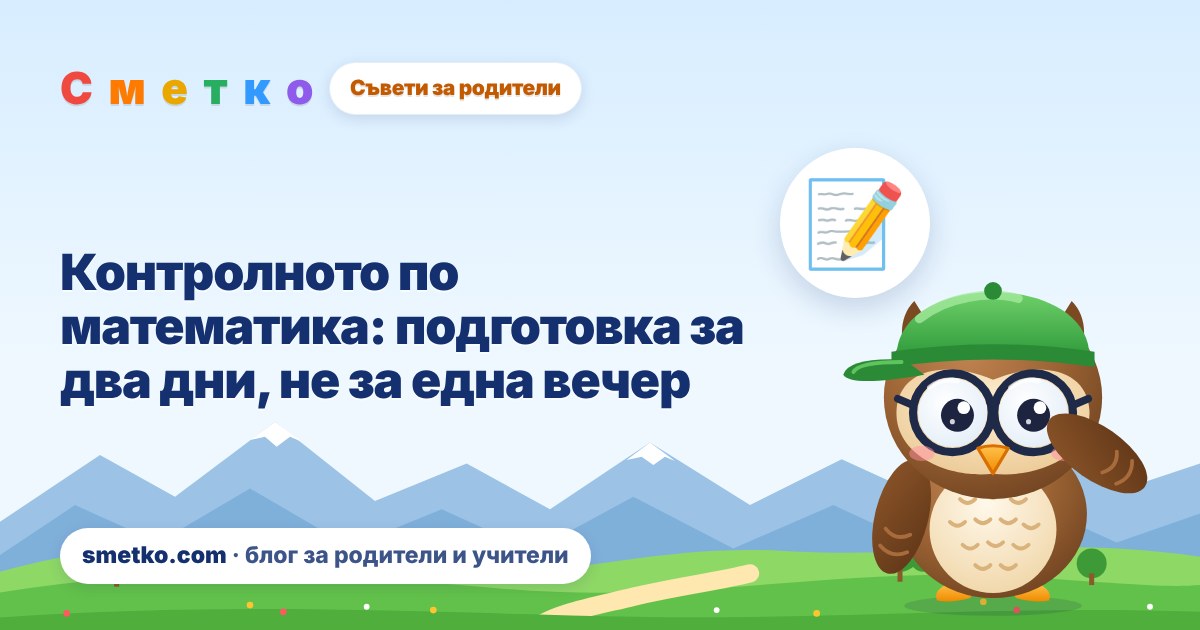 Сметко
Съвети за родители
Контролното по
математика: подготовка за
два дни, не за една вечер
smetko.com · блог за родители и учители